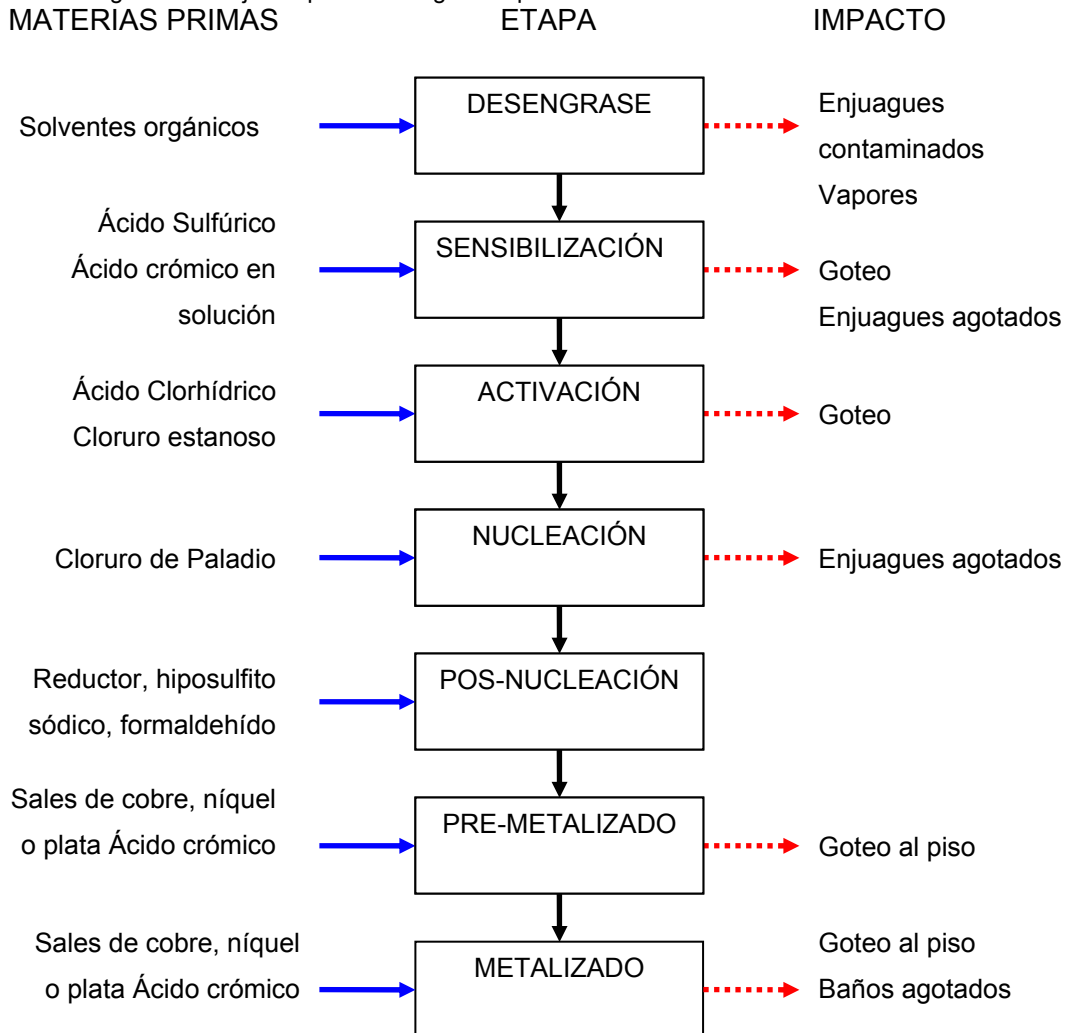 MATERIAS PRIMAS ETAPA IMPACTO
DESENGRASE
Solventes orgánicos
Enjuagues
contaminados
Vapores
Ácido Sulfúrico
Ácido crómico en
solución
SENSIBILIZACIÓN
Goteo
Enjuagues agotados
Ácido Clorhídrico
Cloruro estanoso
ACTIVACIÓN
Goteo
Cloruro de Paladio
NUCLEACIÓN
Enjuagues agotados
Reductor, hiposulfito
sódico, formaldehído
POS-NUCLEACIÓN
Sales de cobre, níquel
o plata Ácido crómico
PRE-METALIZADO
Goteo al piso
Sales de cobre, níquel
o plata Ácido crómico
METALIZADO
Goteo al piso
Baños agotados